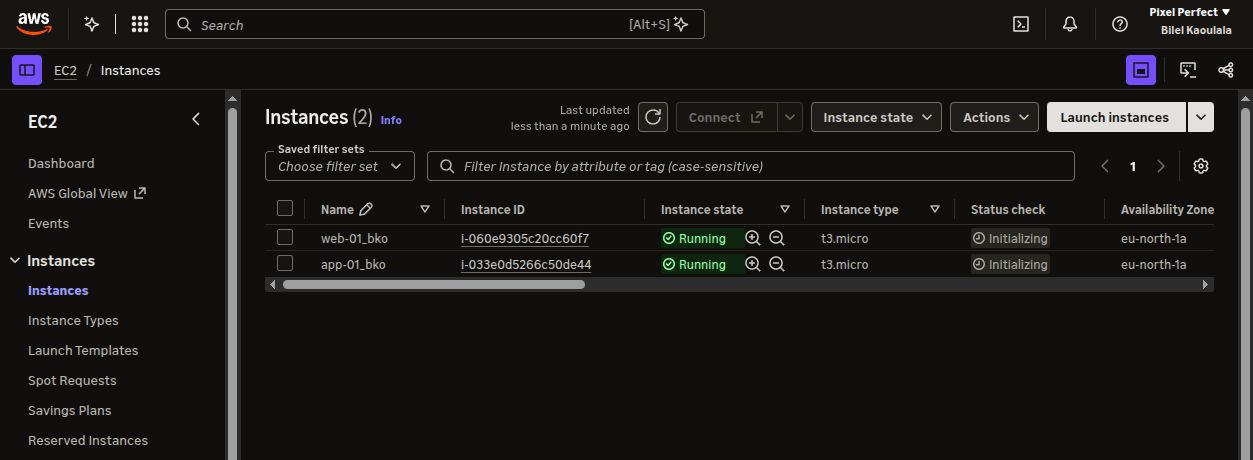 aws
Search
[Alt+S]
Pixel Perfect
Bilel Kaoulala
EC2 / Instances
EC2
Dashboard
AWS Global View
Events
Instances
Instances
Instance Types
Launch Templates
Spot Requests
Savings Plans
Reserved Instances
Instances (2) Info
Last updated
less than a minute ago
Connect
Instance state
Actions
Launch instances
Saved filter sets
Choose filter set
Filter Instance by attribute or tag (case-sensitive)
1
Name Instance ID Instance state Instance type Status check Availability Zone
web-01_bko i-060e9305c20cc60f7 Running t3.micro Initializing eu-north-1a
app-01_bko i-033e0d5266c50de44 Running t3.micro Initializing eu-north-1a